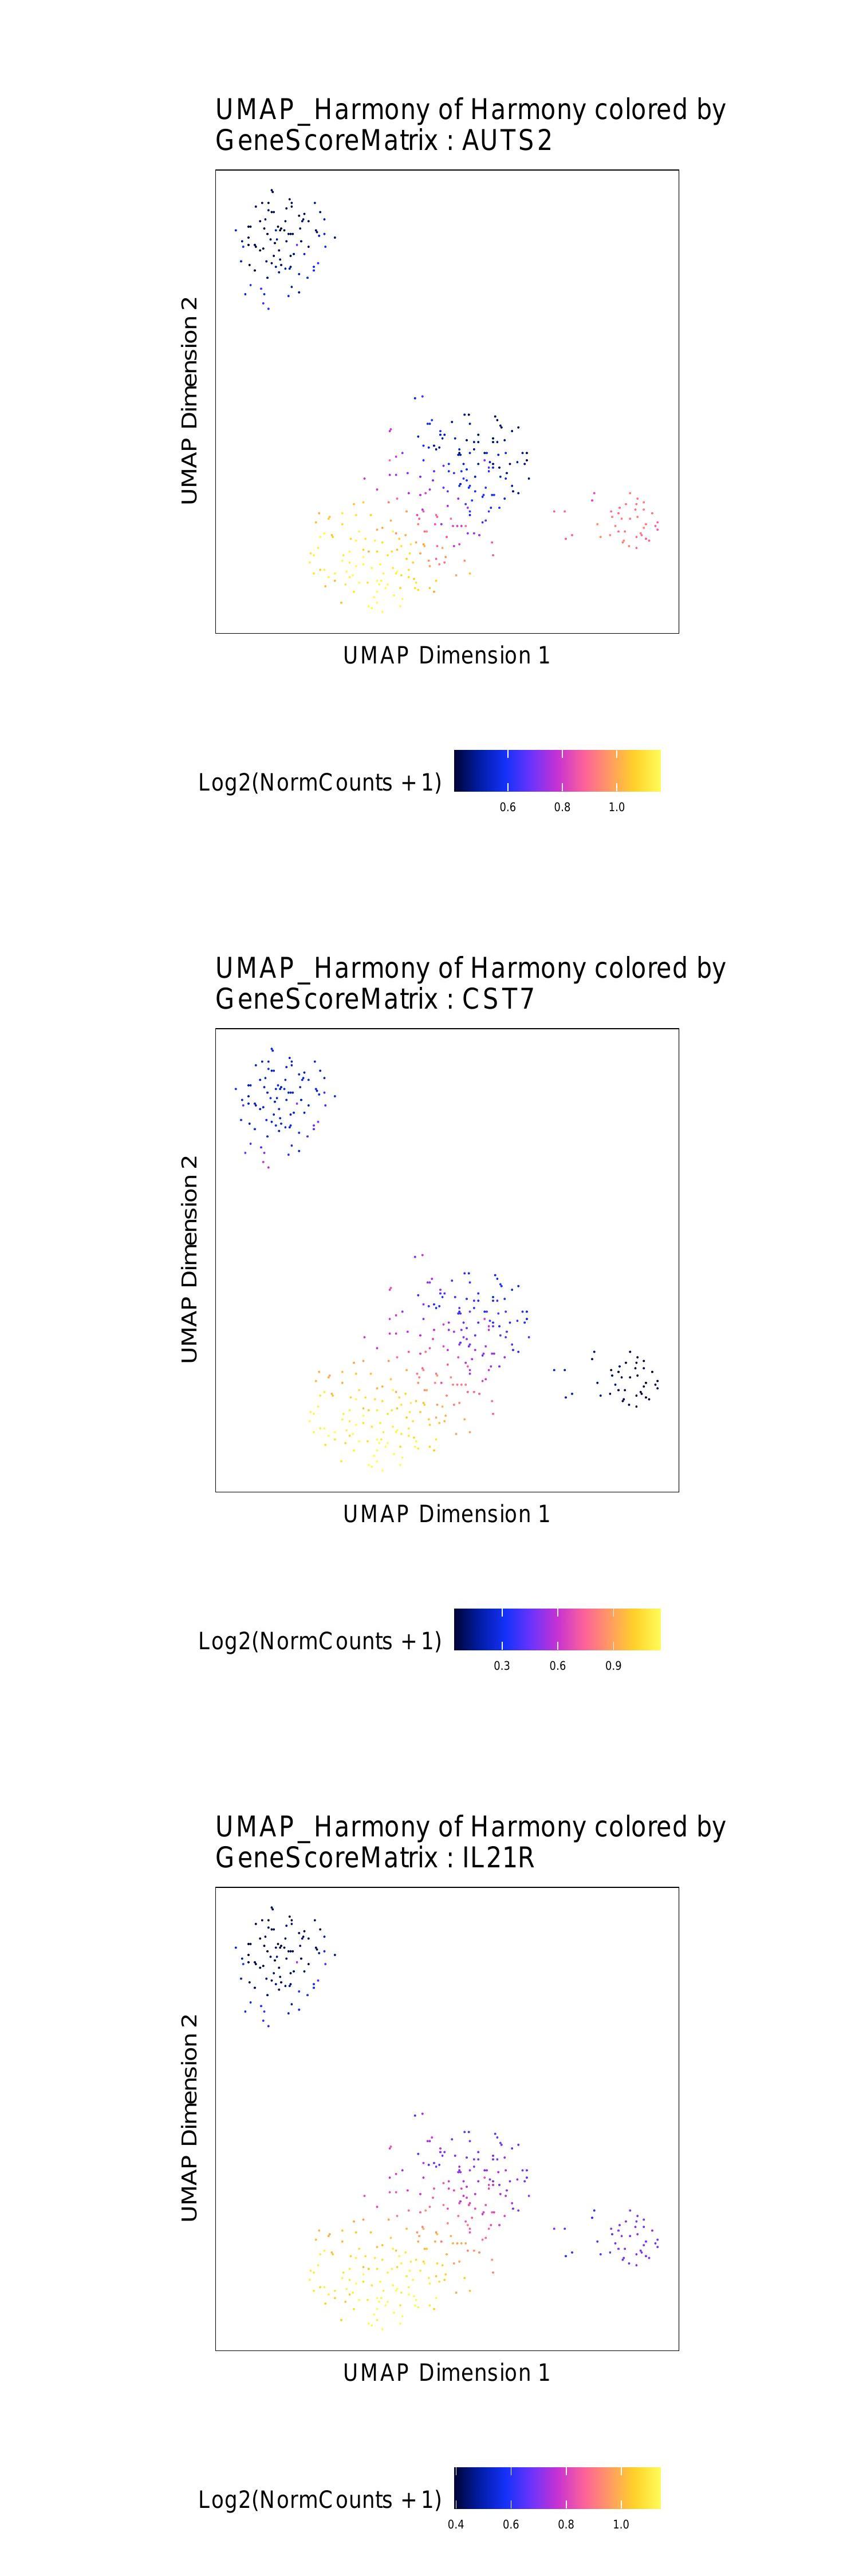 UMAP_Harmony of Harmony colored by
GeneScoreMatrix : AUTS2
UMAP Dimension 2
UMAP Dimension 1
Log2(NormCounts + 1)
0.6 0.8 1.0
UMAP_Harmony of Harmony colored by
GeneScoreMatrix : CST7
UMAP Dimension 2
UMAP Dimension 1
Log2(NormCounts + 1)
0.3 0.6 0.9
UMAP_Harmony of Harmony colored by
GeneScoreMatrix : IL21R
UMAP Dimension 2
UMAP Dimension 1
Log2(NormCounts + 1)
0.4 0.6 0.8 1.0